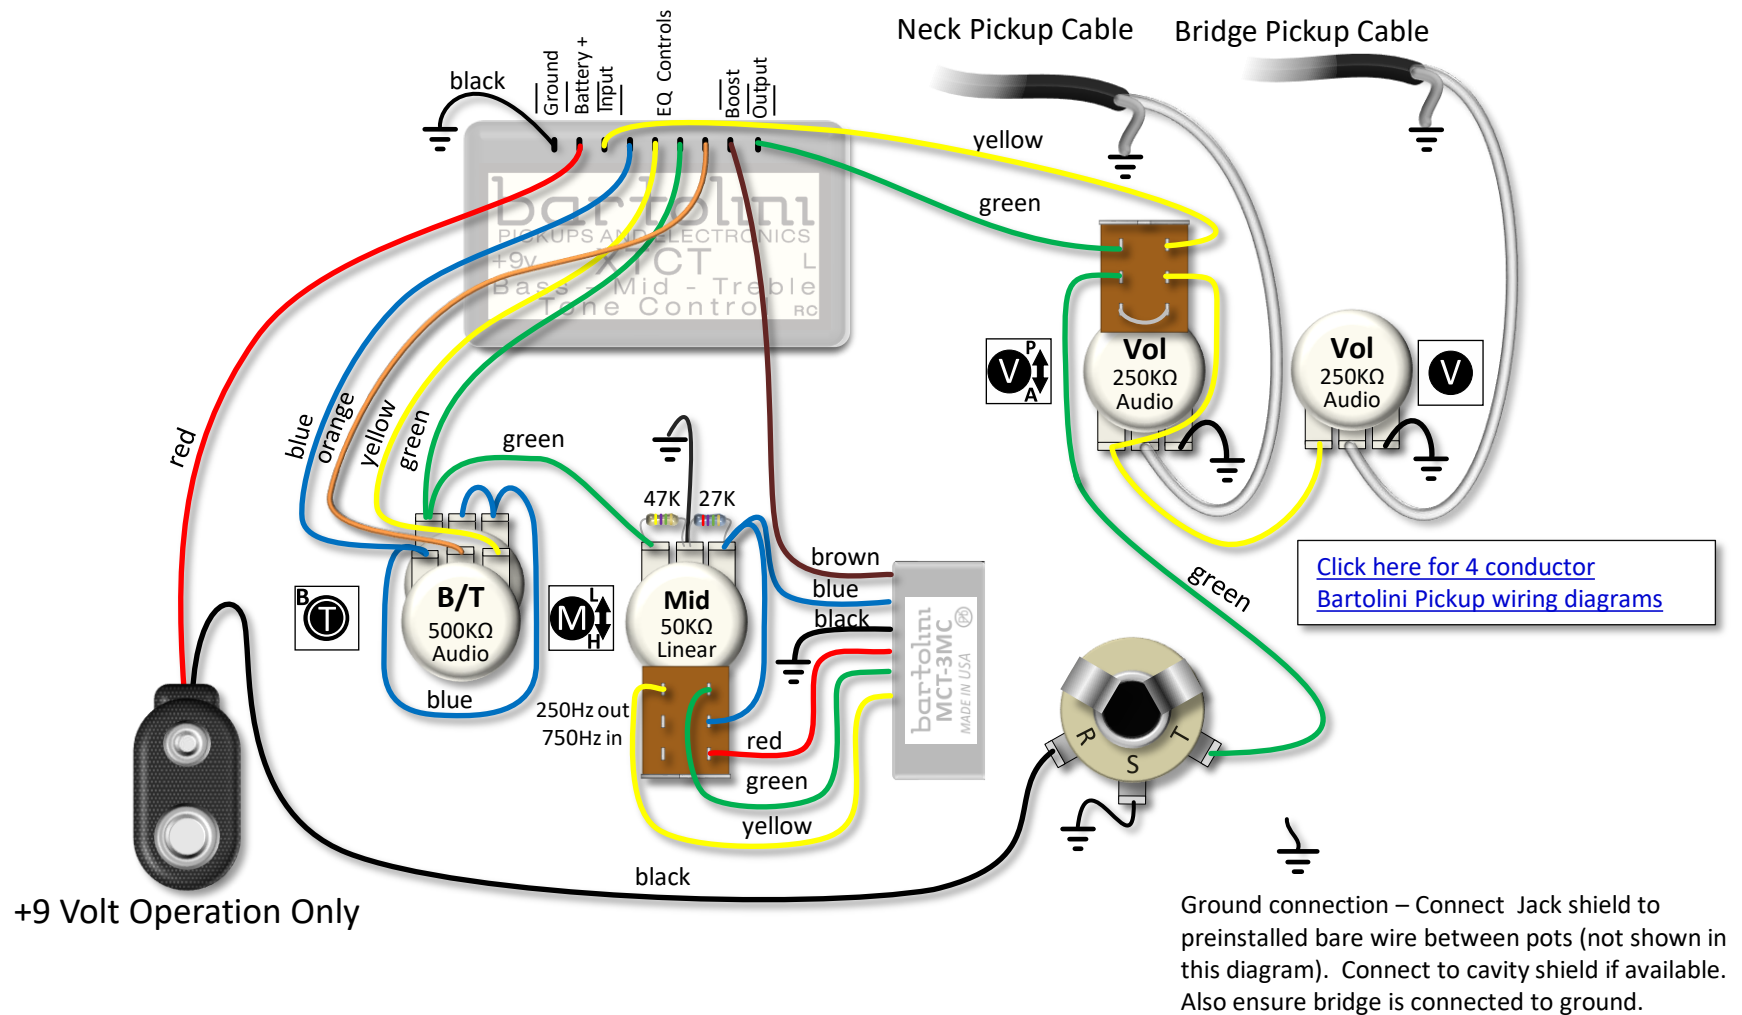 Neck Pickup Cable
Bridge Pickup Cable
black
Ground
Battery +
Input
EQ Controls
Boost
Output
yellow
green
bartolini
PICKUPS AND ELECTRONICS
+9v XTCT L
Bass - Mid - Treble
Tone Control RC
red
blue
orange
yellow
green
green
47K
27K
V
P
A
Vol
250KΩ
Audio
Vol
250KΩ
Audio
V
brown
blue
black
B
T
B/T
500KΩ
Audio
M
L
H
Mid
50KΩ
Linear
bartolini
MCT-3MC
MADE IN USA
green
Click here for 4 conductor
Bartolini Pickup wiring diagrams
blue
250Hz out
750Hz in
red
green
yellow
R
S
T
black
+9 Volt Operation Only
Ground connection – Connect Jack shield to
preinstalled bare wire between pots (not shown in
this diagram). Connect to cavity shield if available.
Also ensure bridge is connected to ground.